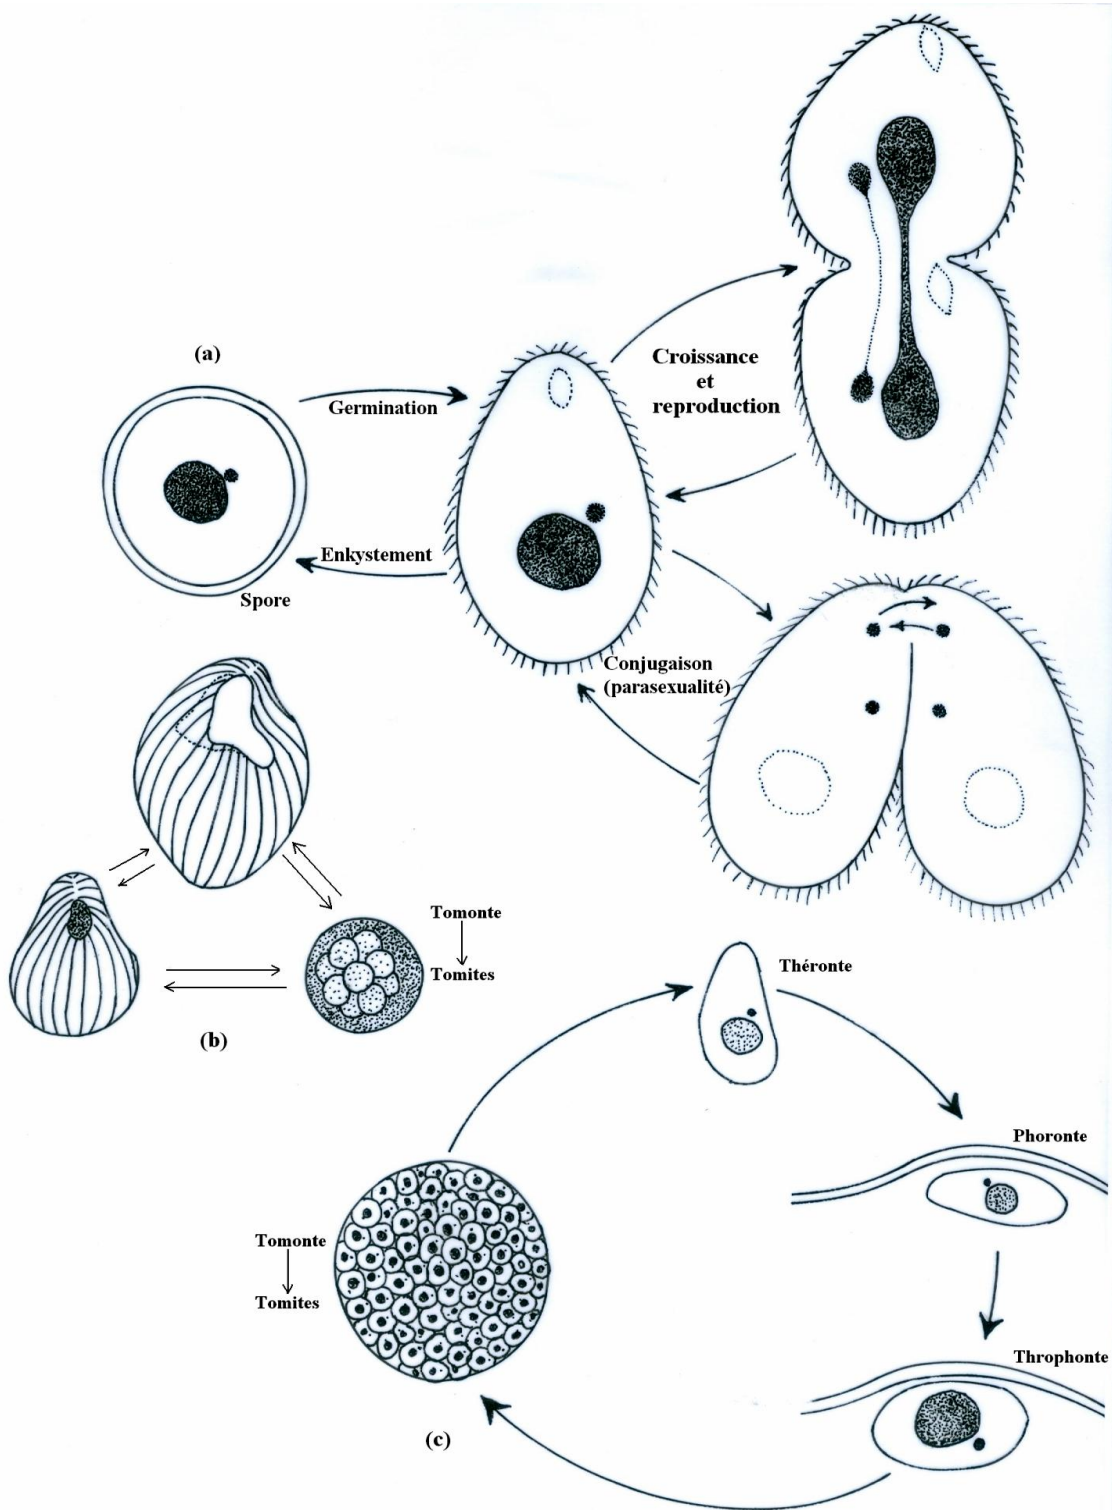 (a)
Germination
Enkystement
Spore
Croissance
et
reproduction
Conjugaison
(parasexualité)
Tomonte
Tomites
(b)
Théronte
Phoronte
Throphonte
Tomonte
Tomites
(c)